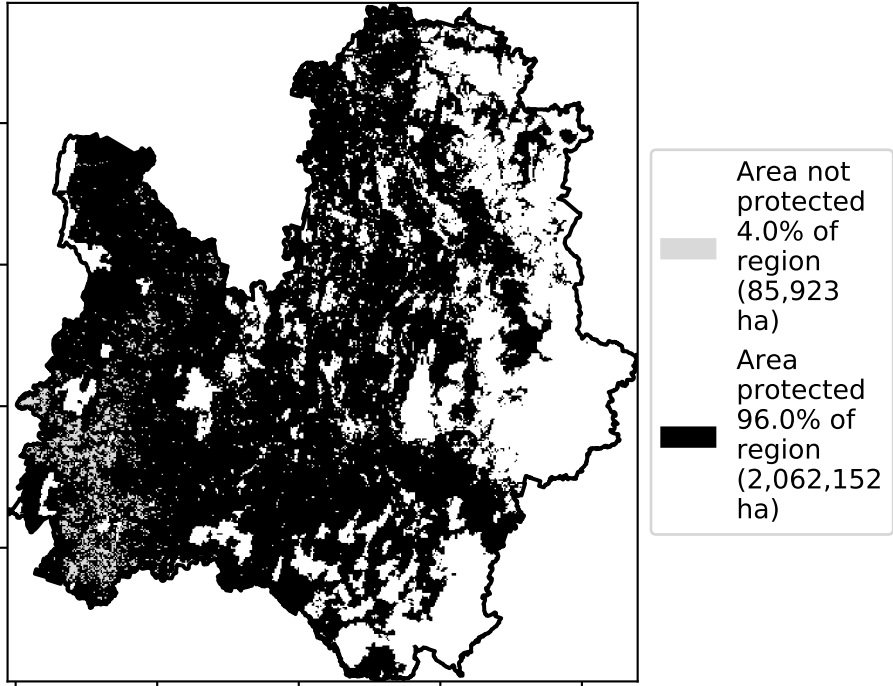 Area not
protected
4.0% of
region
(85,923
ha)
Area
protected
96.0% of
region
(2,062,152
ha)